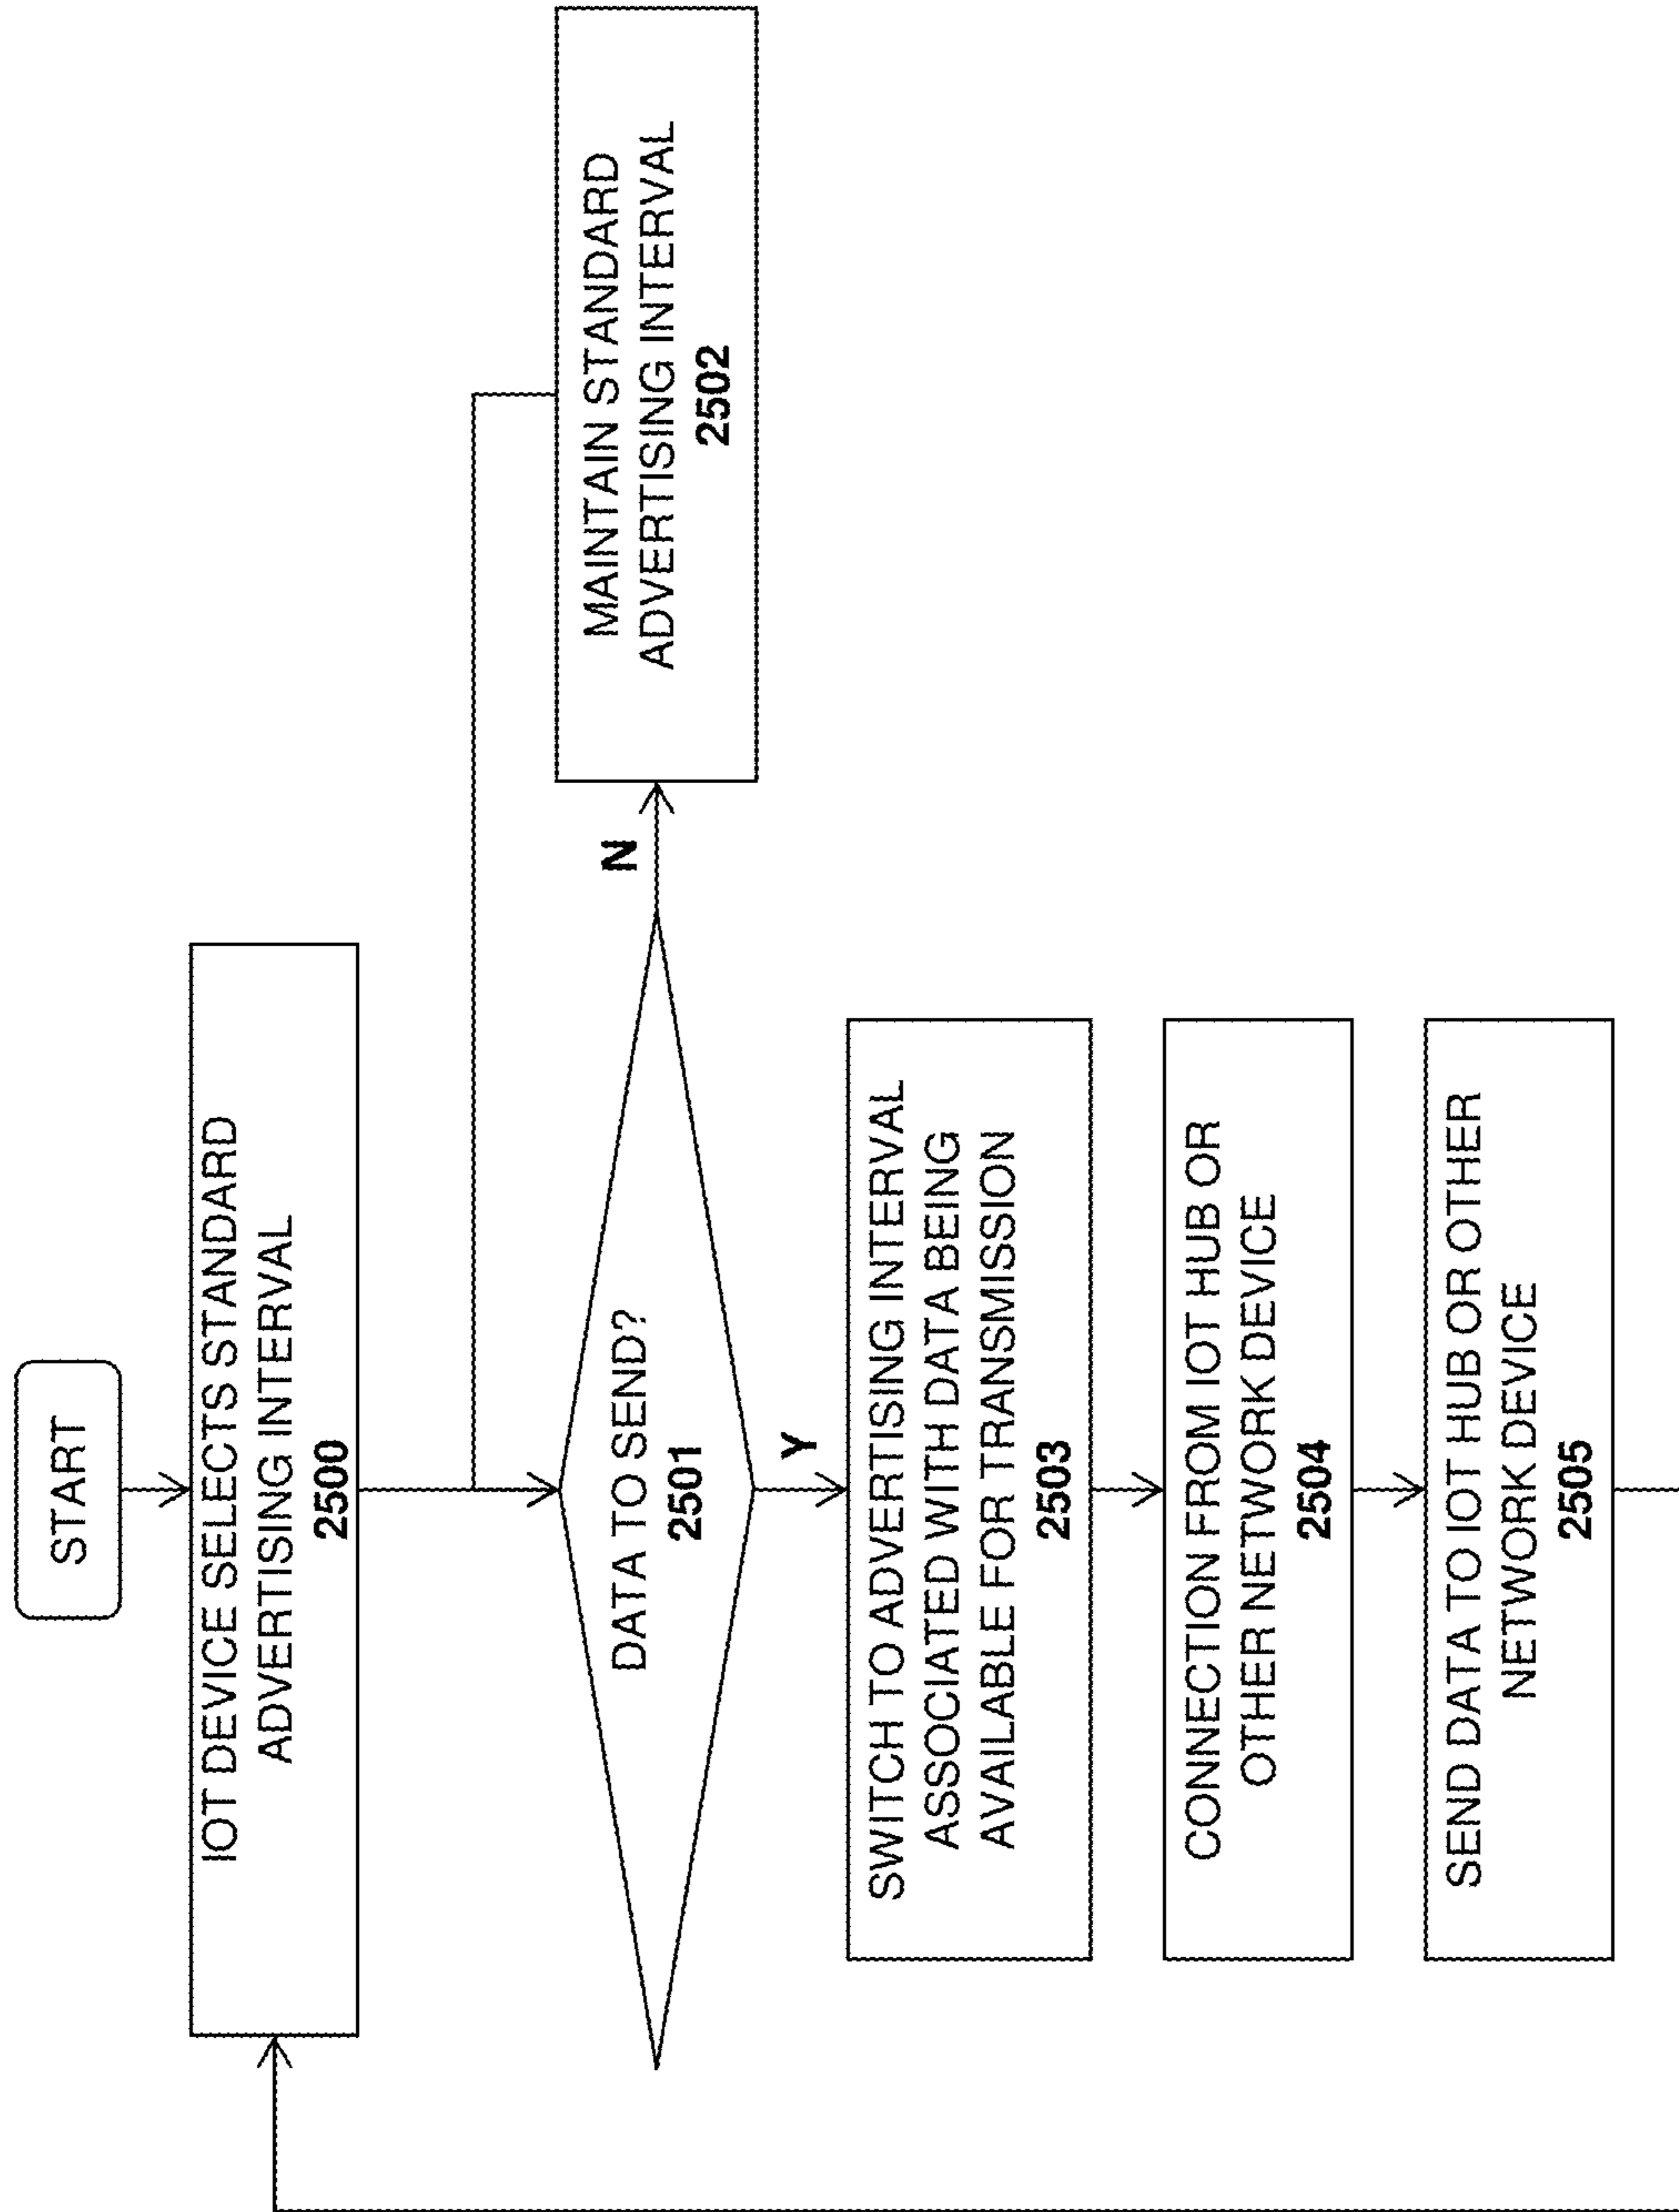 START
IOT DEVICE SELECTS STANDARD
ADVERTISING INTERVAL
2500
DATA TO SEND?
2501
N
MAINTAIN STANDARD
ADVERTISING INTERVAL
2502
Y
SWITCH TO ADVERTISING INTERVAL
ASSOCIATED WITH DATA BEING
AVAILABLE FOR TRANSMISSION
2503
CONNECTION FROM IOT HUB OR
OTHER NETWORK DEVICE
2504
SEND DATA TO IOT HUB OR OTHER
NETWORK DEVICE
2505